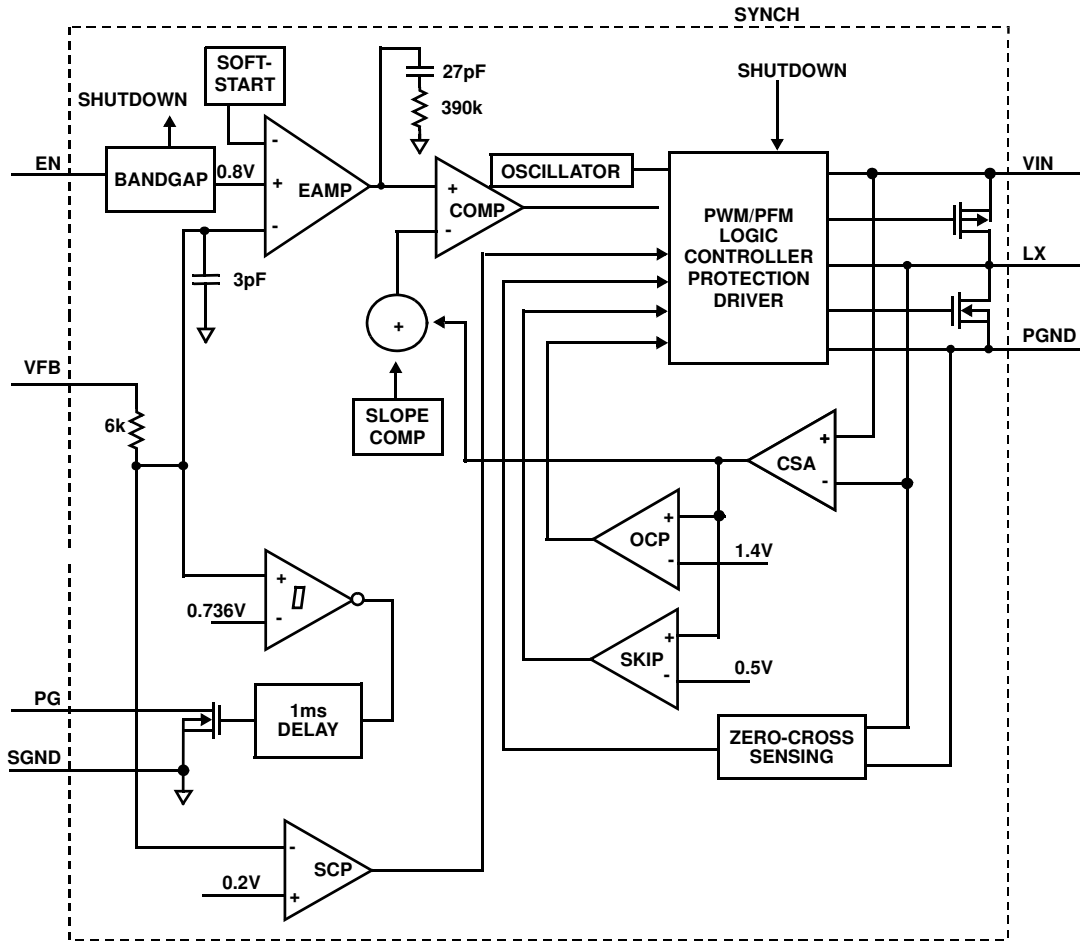 SYNCH
SOFT-
START
27pF
390k
SHUTDOWN
SHUTDOWN
EN
BANDGAP
0.8V
-
+
-
EAMP
+
-
COMP
OSCILLATOR
PWM/PFM
LOGIC
CONTROLLER
PROTECTION
DRIVER
VIN
LX
PGND
3pF
+
SLOPE
COMP
VFB
6k
+
-
CSA
+
-
OCP
1.4V
+
-
0.736V
+
-
SKIP
0.5V
PG
1ms
DELAY
SGND
ZERO-CROSS
SENSING
-
+
SCP
0.2V